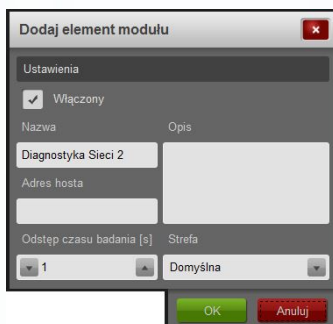 Dodaj element modułu
Ustawienia
Włączony
Nazwa
Opis
Diagnostyka Sieci 2
Adres hosta
Odstęp czasu badania [s]
Strefa
1
Domyślna
OK
Anuluj